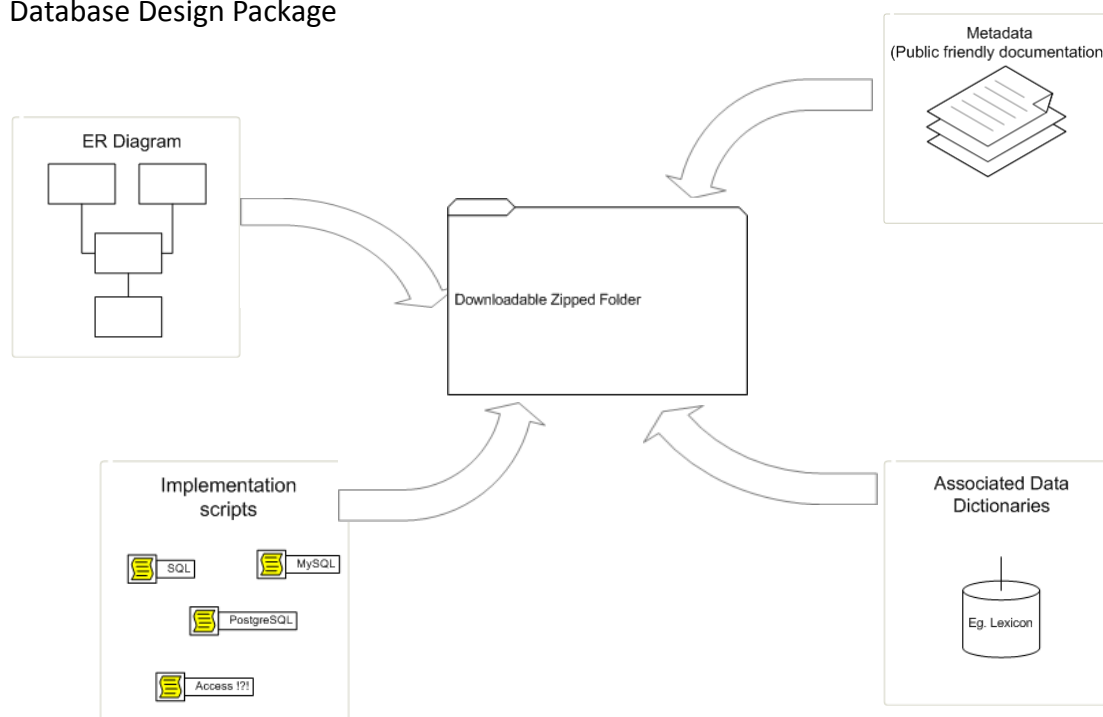 Database Design Package
Metadata
(Public friendly documentation
ER Diagram
Downloadable Zipped Folder
Implementation
scripts
SQL
MySQL
PostgreSQL
Access !?!
Associated Data
Dictionaries
Eg. Lexicon